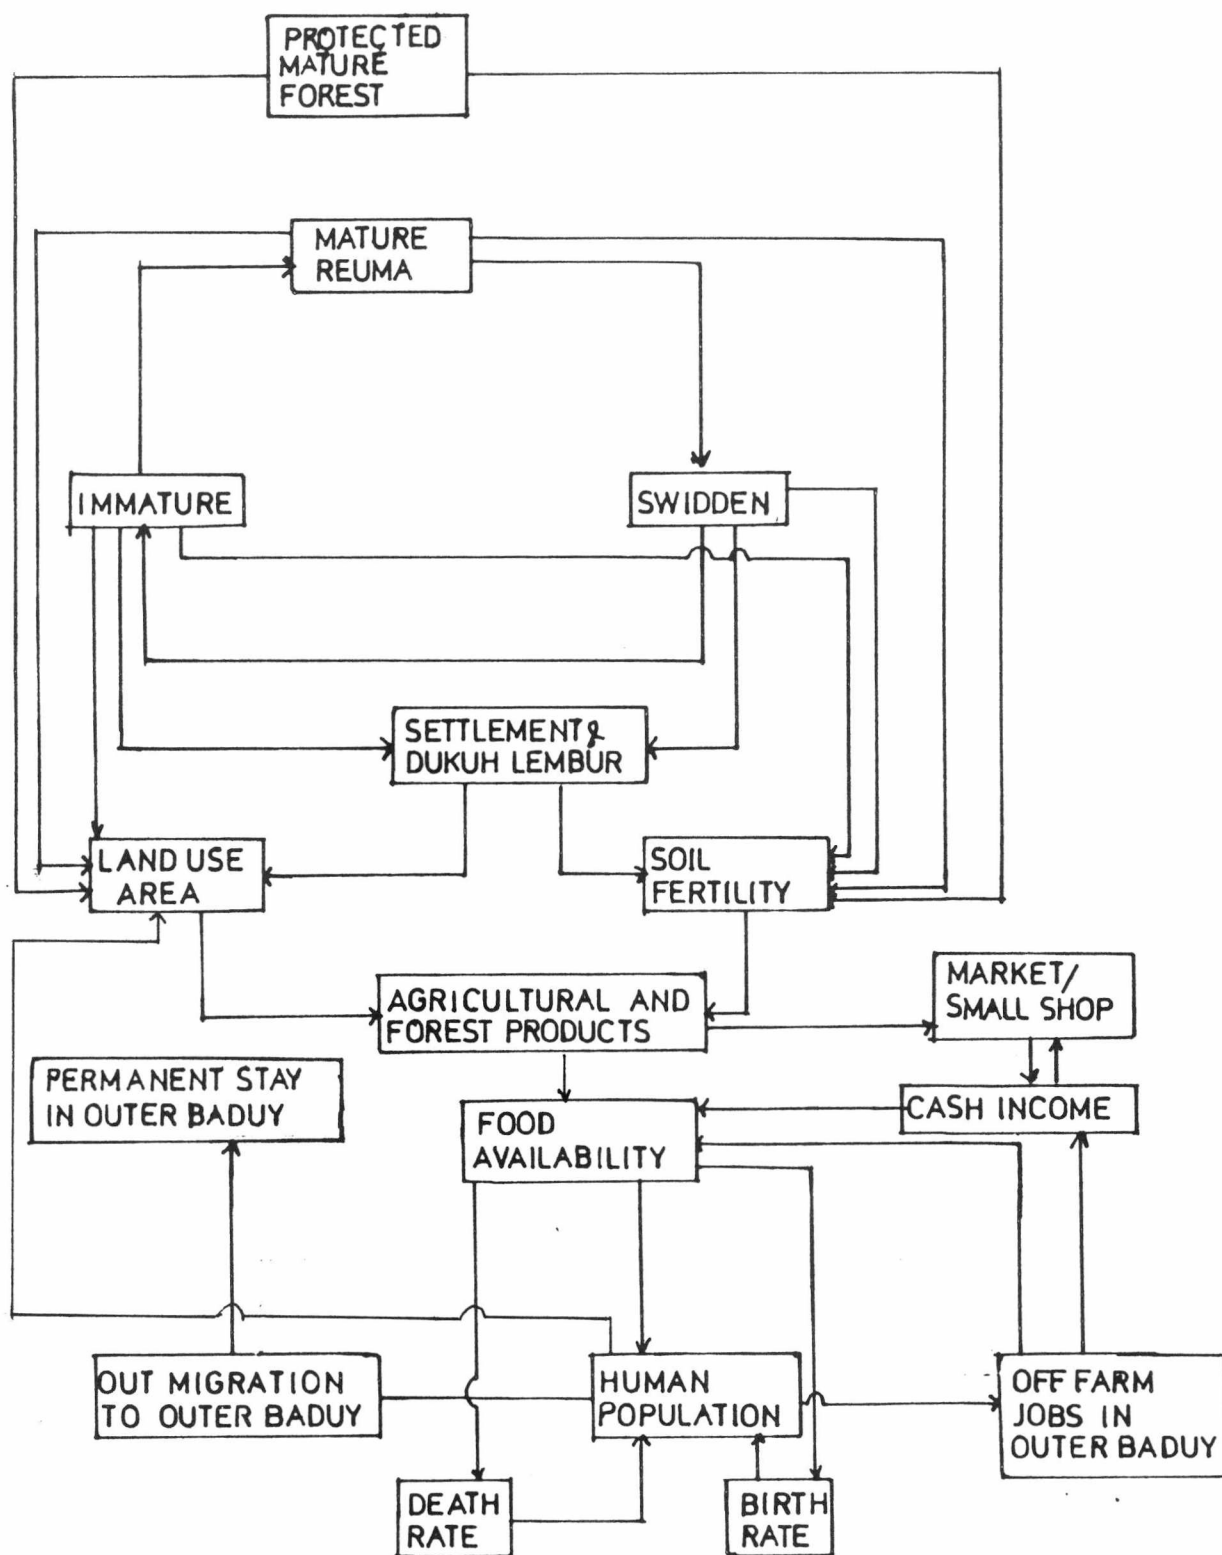 PROTECTED
MATURE
FOREST
MATURE
REUMA
IMMATURE
SWIDDEN
SETTLEMENT &
DUKUH LEMBUR
LAND USE
AREA
SOIL
FERTILITY
AGRICULTURAL AND
FOREST PRODUCTS
MARKET/
SMALL SHOP
PERMANENT STAY
IN OUTER BADUY
FOOD
AVAILABILITY
CASH INCOME
OUT MIGRATION
TO OUTER BADUY
HUMAN
POPULATION
OFF FARM
JOBS IN
OUTER BADUY
DEATH
RATE
BIRTH
RATE